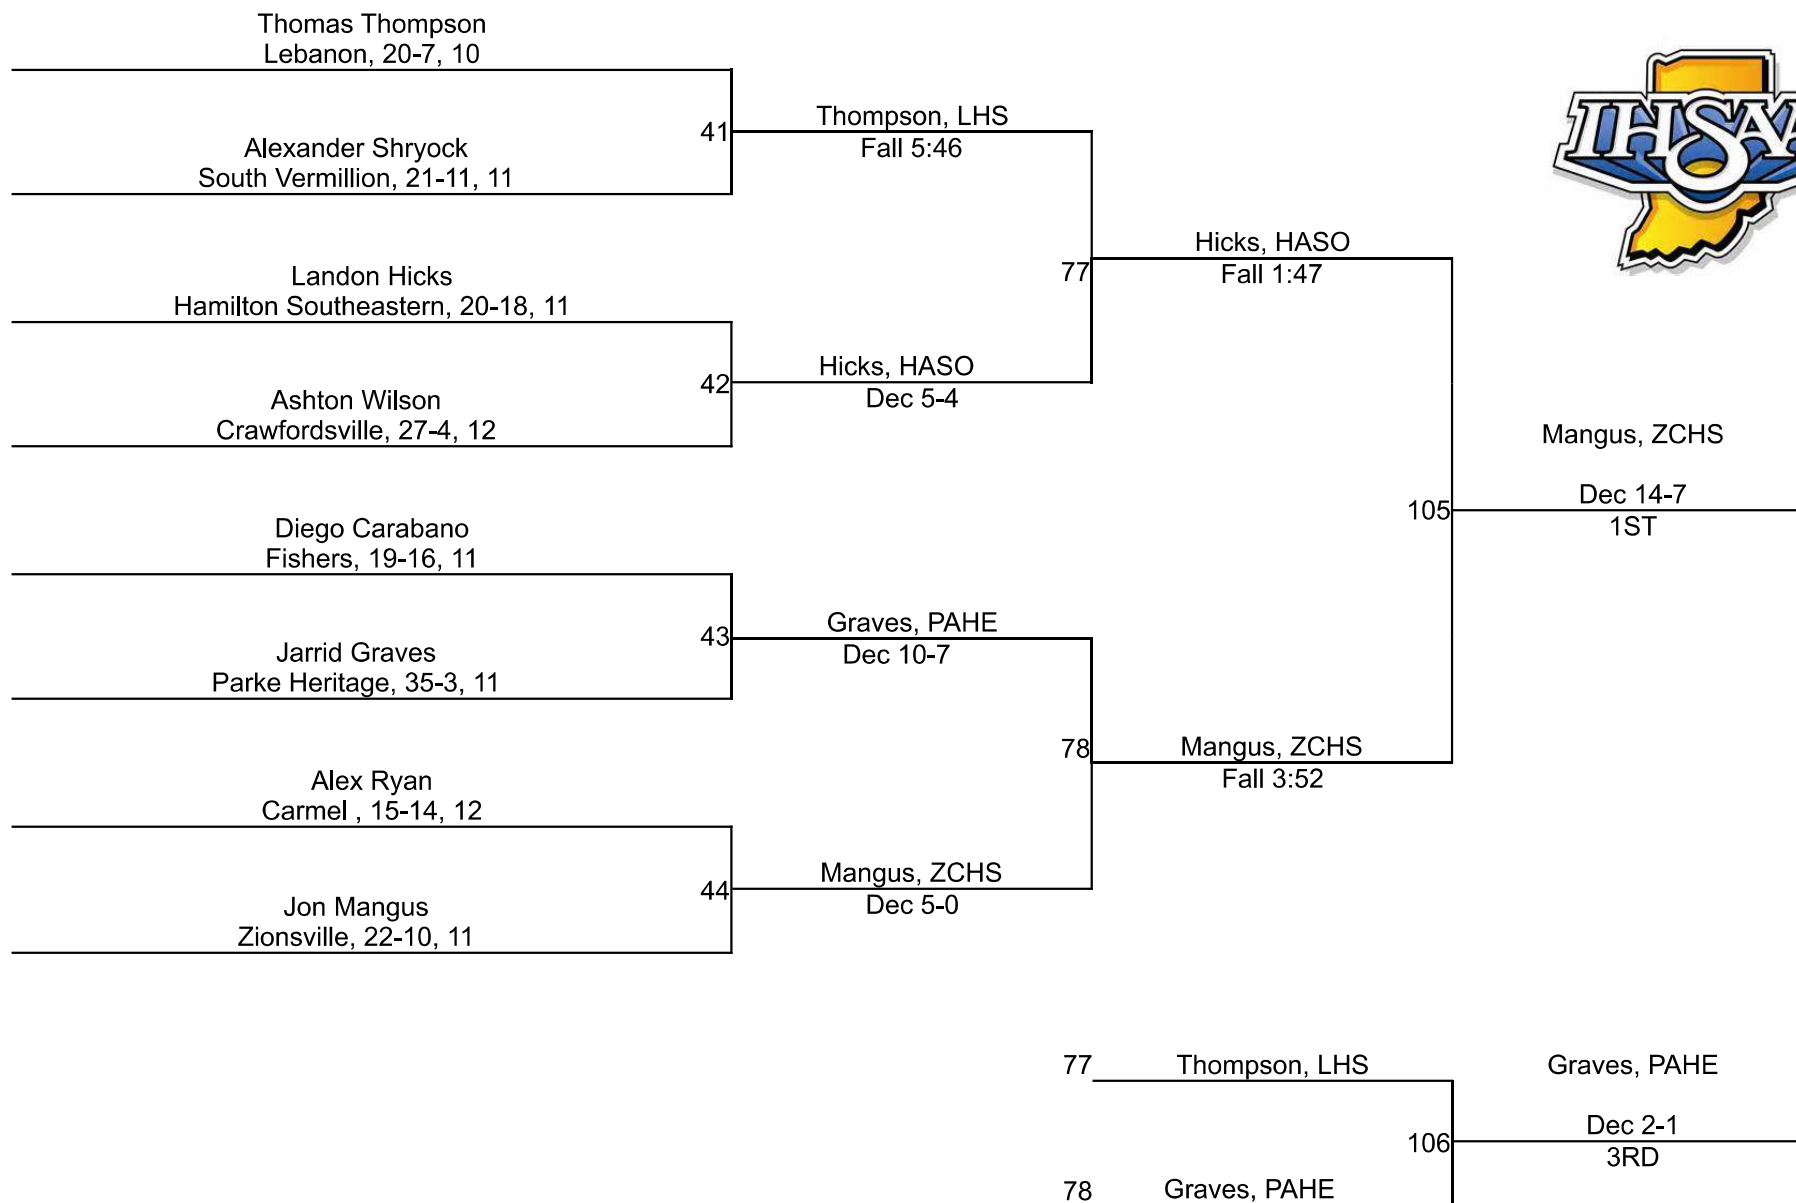 Thomas Thompson
Lebanon, 20-7, 10
41
Thompson, LHS
Fall 5:46
Alexander Shryock
South Vermillion, 21-11, 11
IHSAA
77
Hicks, HASO
Fall 1:47
Landon Hicks
Hamilton Southeastern, 20-18, 11
42
Hicks, HASO
Dec 5-4
Ashton Wilson
Crawfordsville, 27-4, 12
105
Mangus, ZCHS
Dec 14-7
1ST
Diego Carabano
Fishers, 19-16, 11
43
Graves, PAHE
Dec 10-7
Jarrid Graves
Parke Heritage, 35-3, 11
78
Mangus, ZCHS
Fall 3:52
Alex Ryan
Carmel , 15-14, 12
44
Mangus, ZCHS
Dec 5-0
Jon Mangus
Zionsville, 22-10, 11
77
Thompson, LHS
Graves, PAHE
106
Dec 2-1
3RD
78
Graves, PAHE